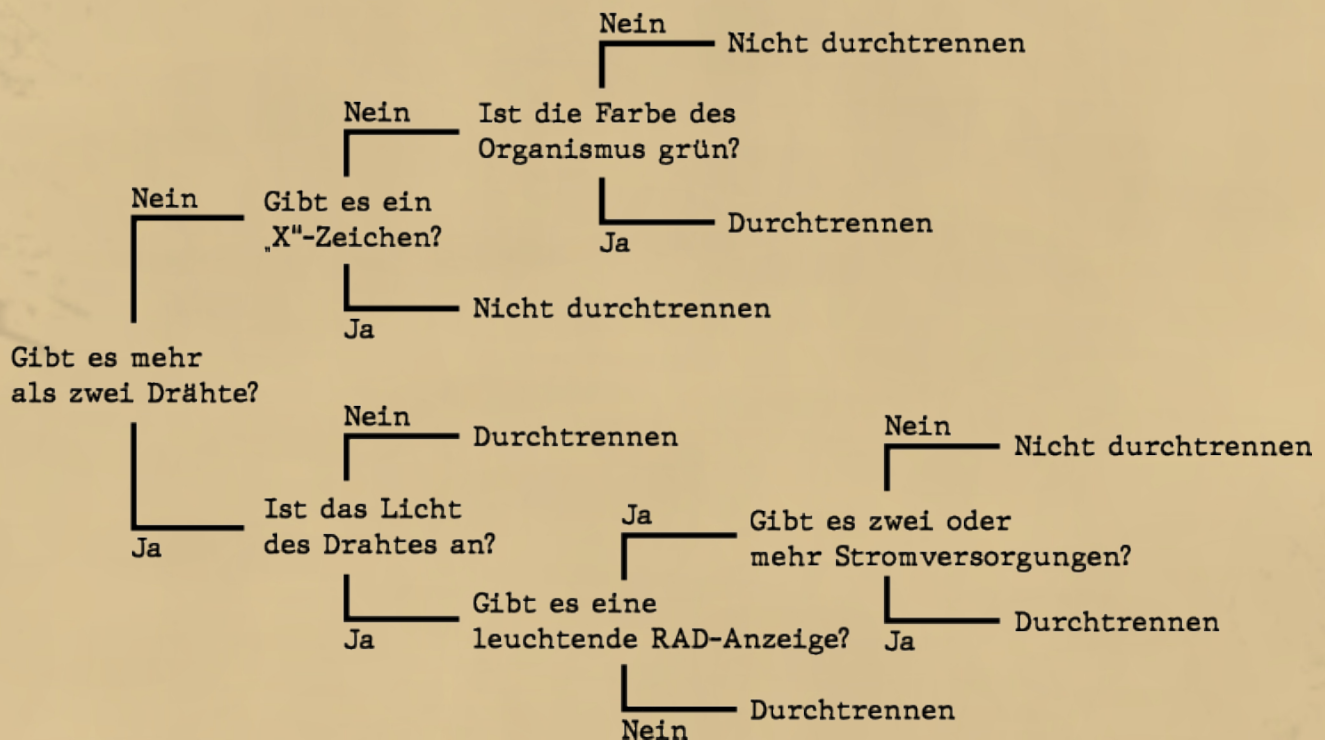 Nein
Nicht durchtrennen
Nein
Ist die Farbe des
Organismus grün?
Nein
Gibt es ein
„X“-Zeichen?
Durchtrennen
Ja
Nicht durchtrennen
Ja
Gibt es mehr
als zwei Drähte?
Nein
Durchtrennen
Nein
Nicht durchtrennen
Ist das Licht
des Drahtes an?
Ja
Ja
Gibt es zwei oder
mehr Stromversorgungen?
Gibt es eine
leuchtende RAD-Anzeige?
Ja
Durchtrennen
Ja
Durchtrennen
Nein